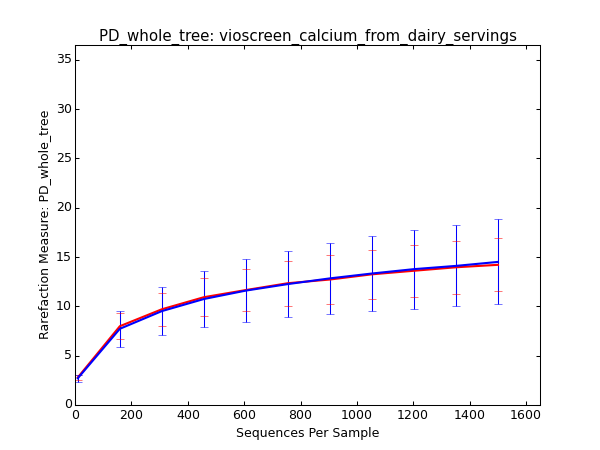 PD_whole_tree: vioscreen_calcium_from_dairy_servings
35
30
25
20
15
10
5
0
Rarefaction Measure: PD_whole_tree
0 200 400 600 800 1000 1200 1400 1600
Sequences Per Sample